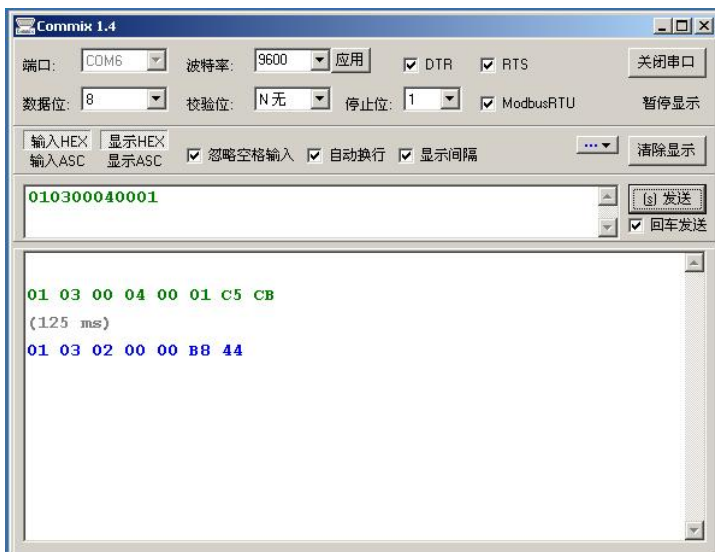 Commix 1.4
端口: COM6 波特率: 9600 应用 DTR RTS 关闭串口
数据位: 8 校验位: N 无 停止位: 1 ModbusRTU 暂停显示
输入HEX 显示HEX
输入ASC 显示ASC 忽略空格输入 自动换行 显示间隔 ... 清除显示
010300040001 (s) 发送
回车发送
01 03 00 04 00 01 C5 CB
(125 ms)
01 03 02 00 00 B8 44